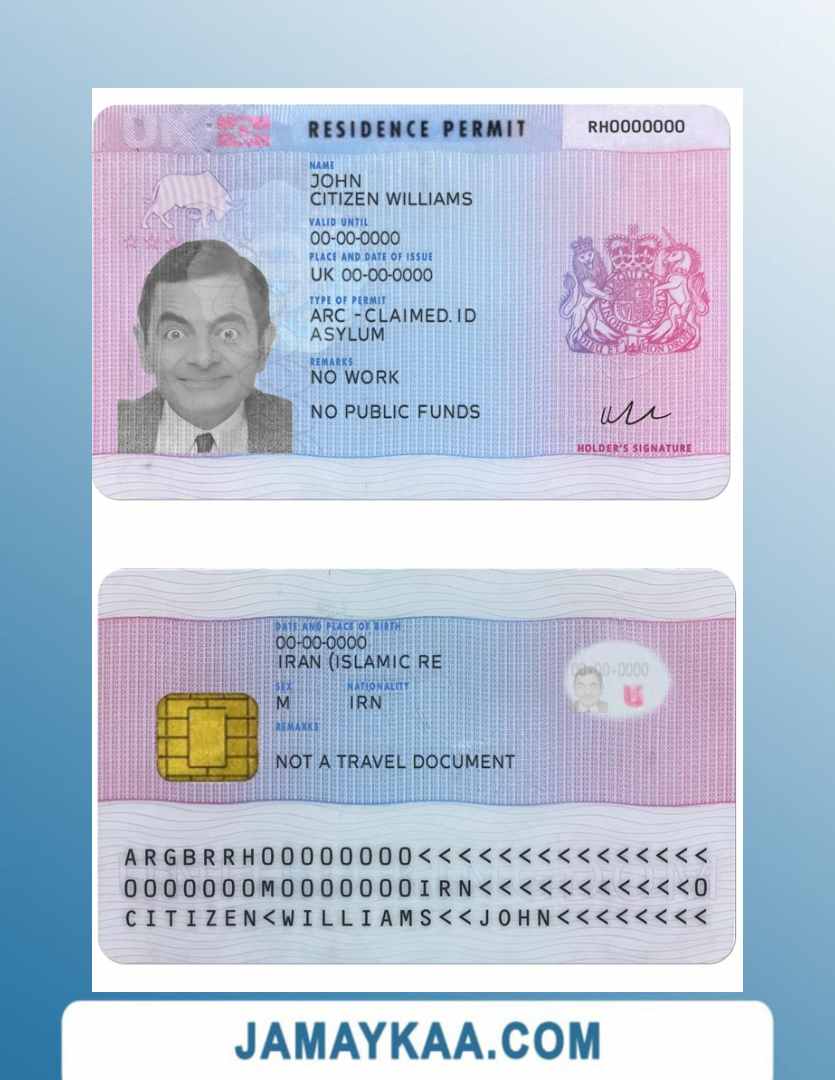 UK
RESIDENCE PERMIT
RH0000000
NAME
JOHN
CITIZEN WILLIAMS
VALID UNTIL
00-00-0000
PLACE AND DATE OF ISSUE
UK 00-00-0000
TYPE OF PERMIT
ARC - CLAIMED.ID
ASYLUM
REMARKS
NO WORK
NO PUBLIC FUNDS
HOLDER'S SIGNATURE
DATE AND PLACE OF BIRTH
00-00-0000
IRAN (ISLAMIC RE
00-00-0000
SEX NATIONALITY
M IRN
REMARKS
NOT A TRAVEL DOCUMENT
ARGBRRH00000000<<<<<<<<<<<<<<<
0000000M0000000IRN<<<<<<<<<<<0
CITIZEN<WILLIAMS<<JOHN<<<<<<<<
JAMAYKAA.COM